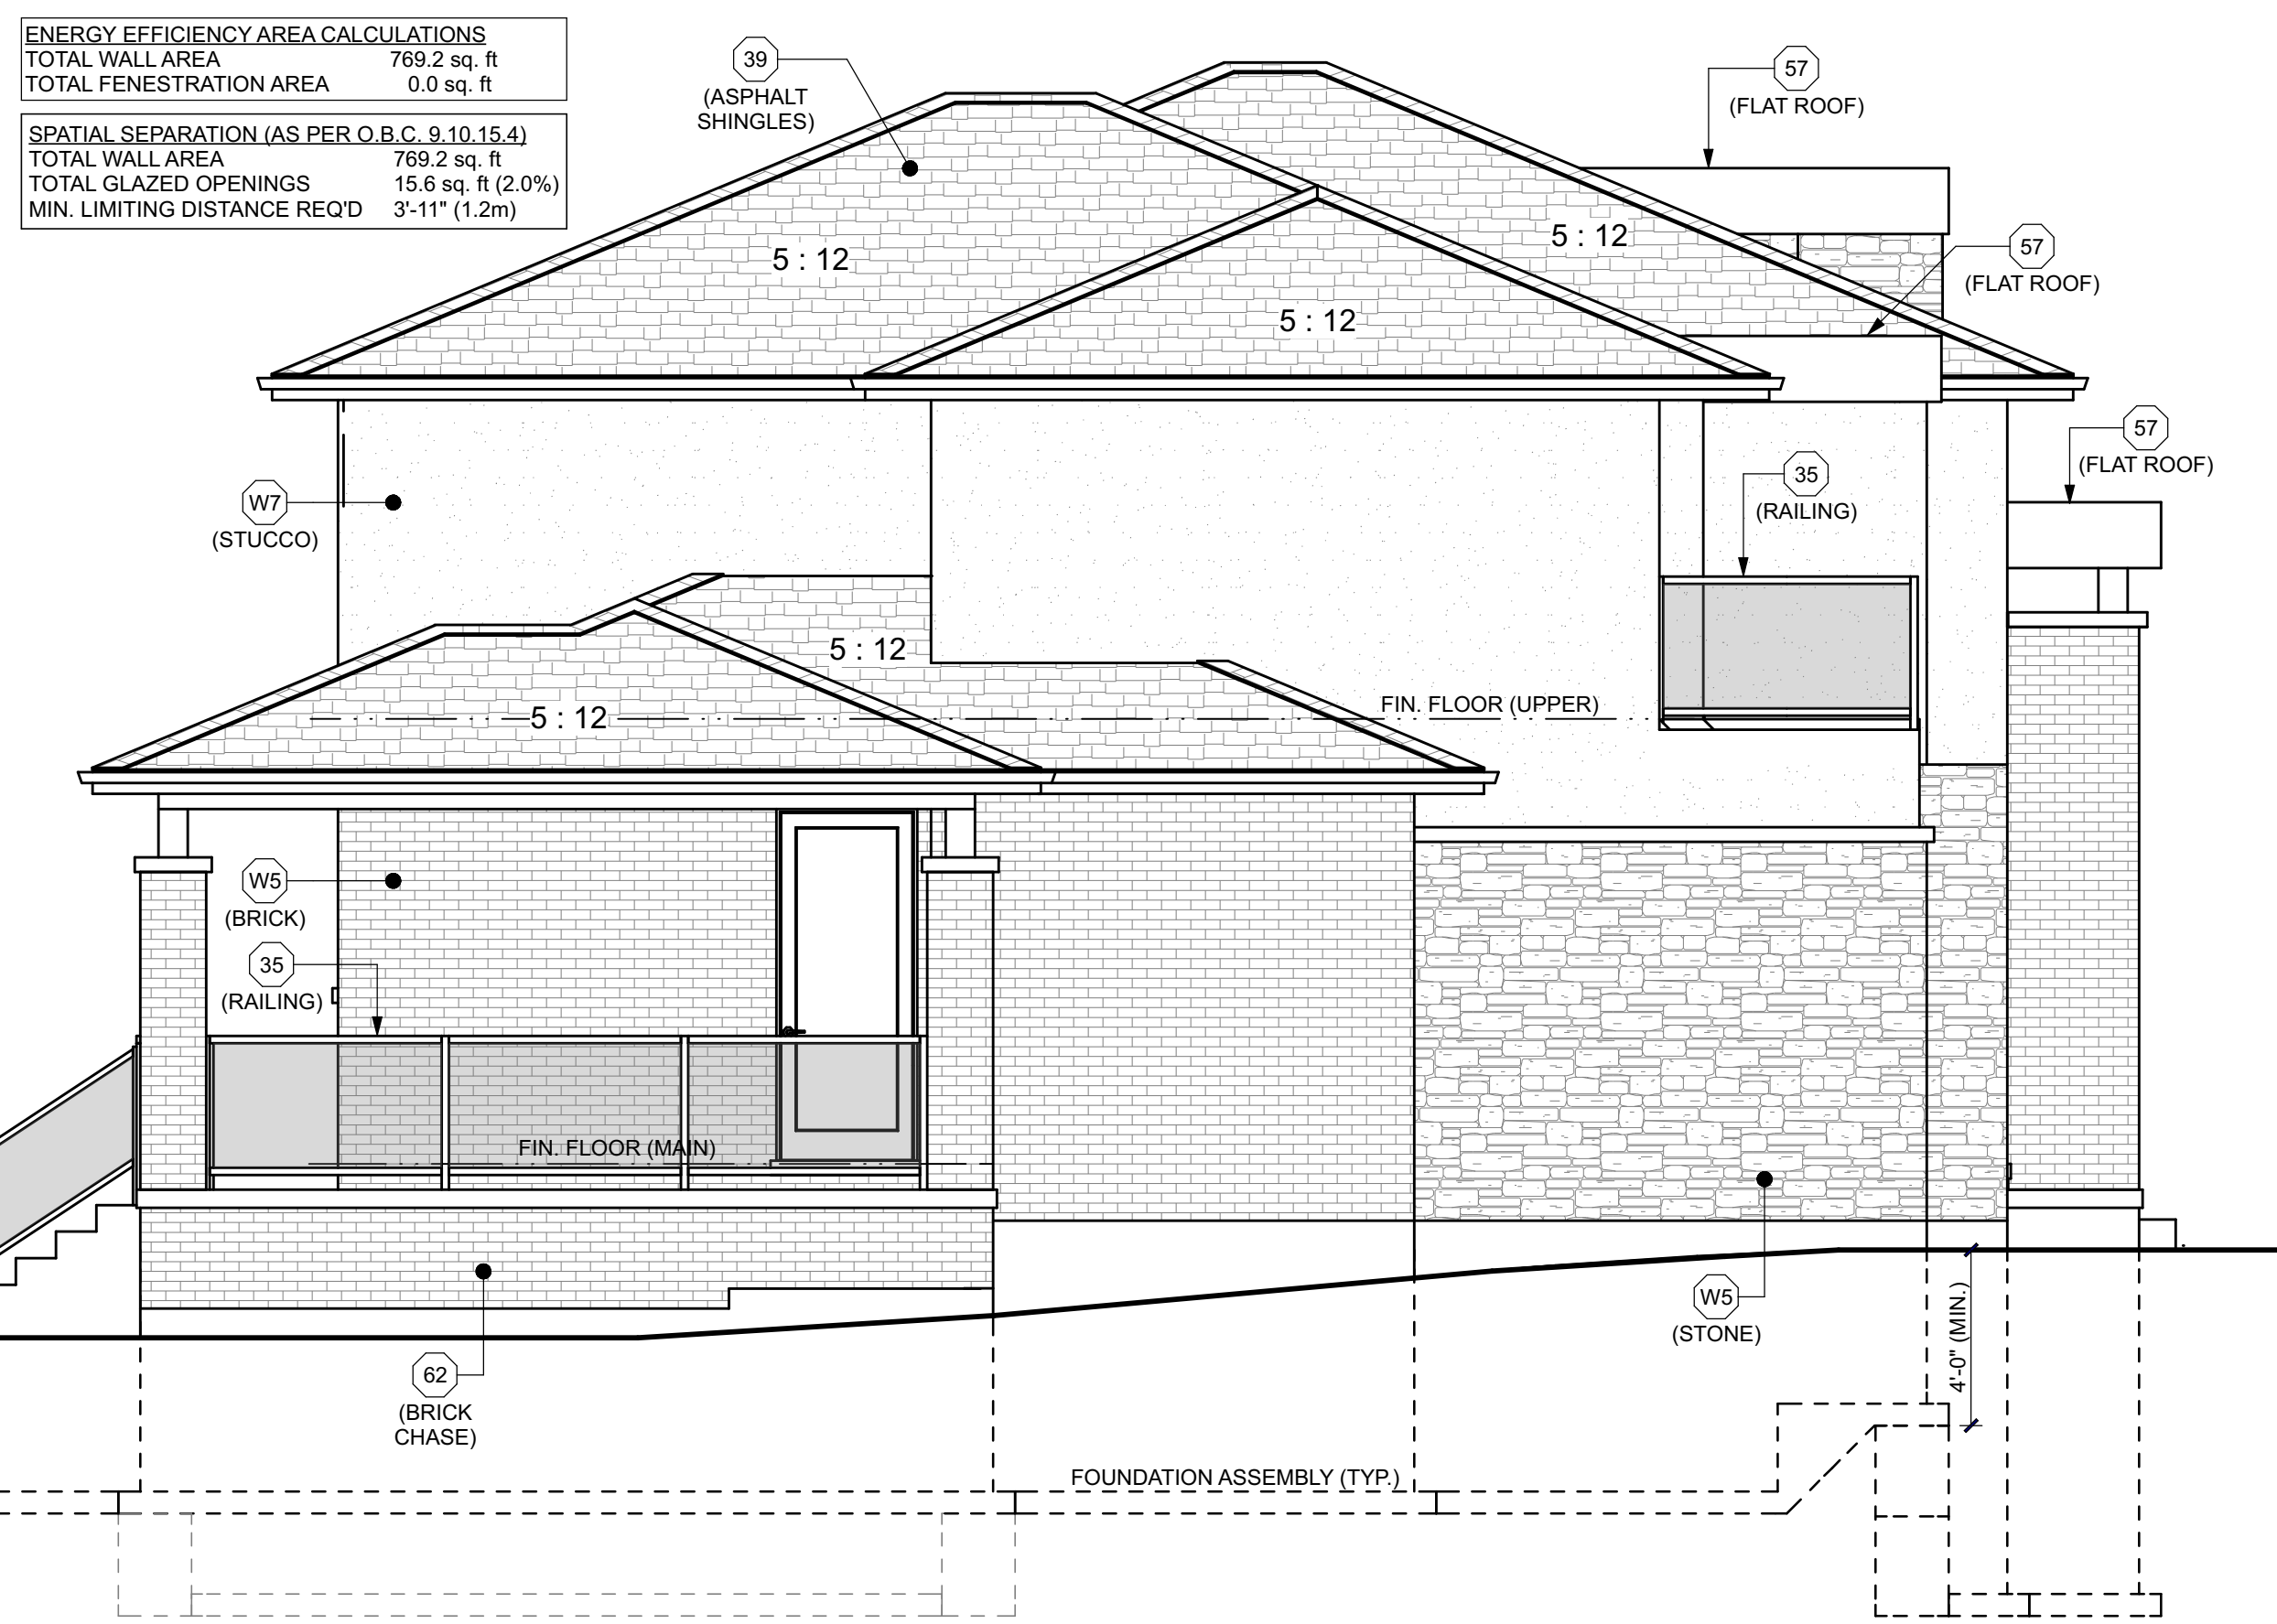 ENERGY EFFICIENCY AREA CALCULATIONS
TOTAL WALL AREA 769.2 sq. ft
TOTAL FENESTRATION AREA 0.0 sq. ft
SPATIAL SEPARATION (AS PER O.B.C. 9.10.15.4)
TOTAL WALL AREA 769.2 sq. ft
TOTAL GLAZED OPENINGS 15.6 sq. ft (2.0%)
MIN. LIMITING DISTANCE REQ'D 3'-11" (1.2m)
39
(ASPHALT
SHINGLES)
57
(FLAT ROOF)
5 : 12
5 : 12
57
(FLAT ROOF)
5 : 12
57
(FLAT ROOF)
35
(RAILING)
W7
(STUCCO)
5 : 12
5 : 12
FIN. FLOOR (UPPER)
W5
(BRICK)
35
(RAILING)
FIN. FLOOR (MAIN)
W5
(STONE)
4'-0" (MIN.)
62
(BRICK
CHASE)
FOUNDATION ASSEMBLY (TYP.)